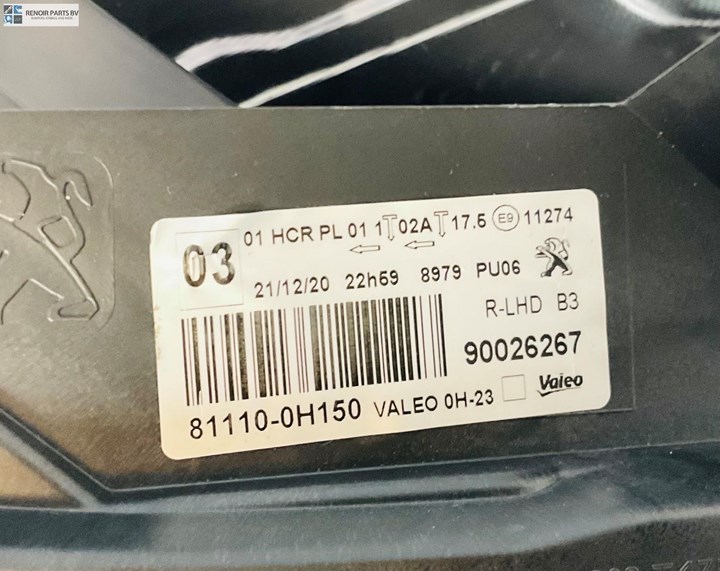 RENOIR PARTS BV
03
01 HCR PL 01 1 02A 17.5 E9 11274
21/12/20 22h59 8979 PU06
R-LHD B3
90026267
81110-0H150 VALEO 0H-23 Valeo